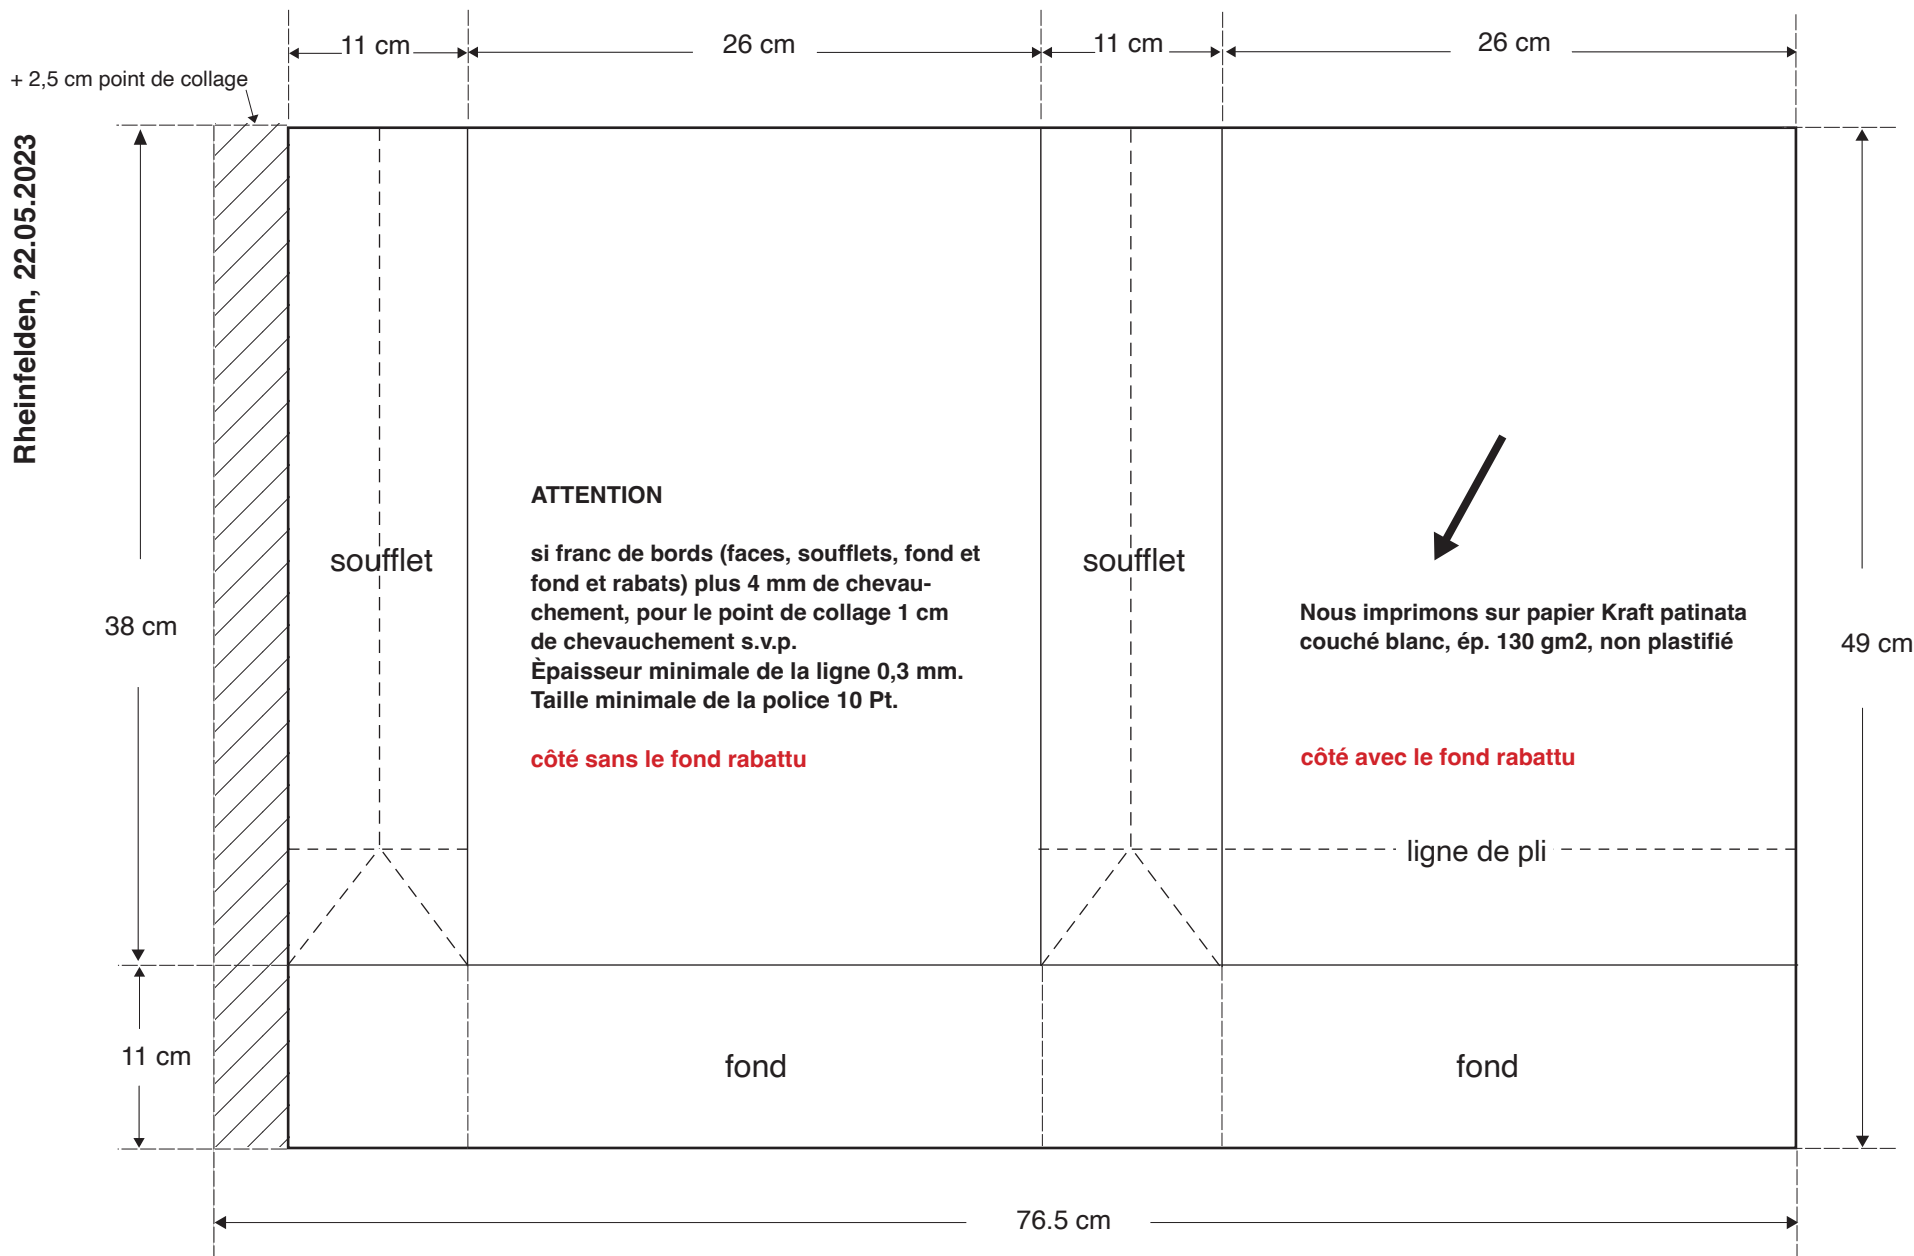 11 cm
26 cm
11 cm
26 cm
+ 2,5 cm point de collage
Rheinfelden, 22.05.2023
ATTENTION
si franc de bords (faces, soufflets, fond et
fond et rabats) plus 4 mm de chevau-
chement, pour le point de collage 1 cm
de chevauchement s.v.p.
Èpaisseur minimale de la ligne 0,3 mm.
Taille minimale de la police 10 Pt.
côté sans le fond rabattu
soufflet
soufflet
Nous imprimons sur papier Kraft patinata
couché blanc, ép. 130 gm2, non plastifié
côté avec le fond rabattu
38 cm
49 cm
ligne de pli
11 cm
fond
fond
76.5 cm